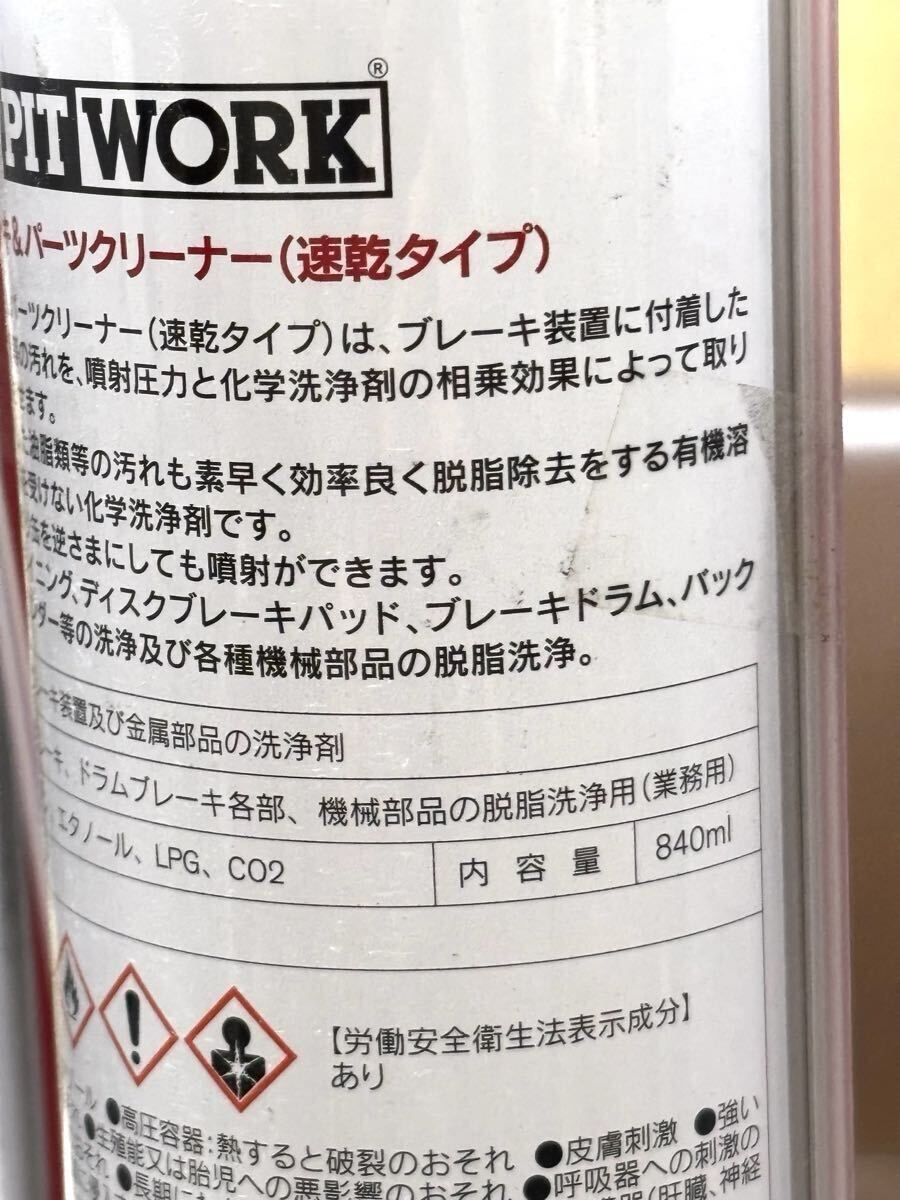 PIT WORK®
キ&パーツクリーナー(速乾タイプ)
パーツクリーナー(速乾タイプ)は、ブレーキ装置に付着した
の汚れを、噴射圧力と化学洗浄剤の相乗効果によって取り
ます。
油脂類等の汚れも素早く効率良く脱脂除去をする有機溶
受けない化学洗浄剤です。
缶を逆さまにしても噴射ができます。
ニング、ディスクブレーキパッド、ブレーキドラム、バック
ダー等の洗浄及び各種機械部品の脱脂洗浄。
ーキ装置及び金属部品の洗浄剤
ーキ、ドラムブレーキ各部、機械部品の脱脂洗浄用(業務用)
エタノール、LPG、CO2 内容量 840ml
【労働安全衛生法表示成分】
あり
ール ●高圧容器:熱すると破裂のおそれ ●皮膚刺激 ●強い
●生殖能又は胎児への悪影響のおそれ ●呼吸器への刺激の
おそれ ●長期に 器(肝臓、神経